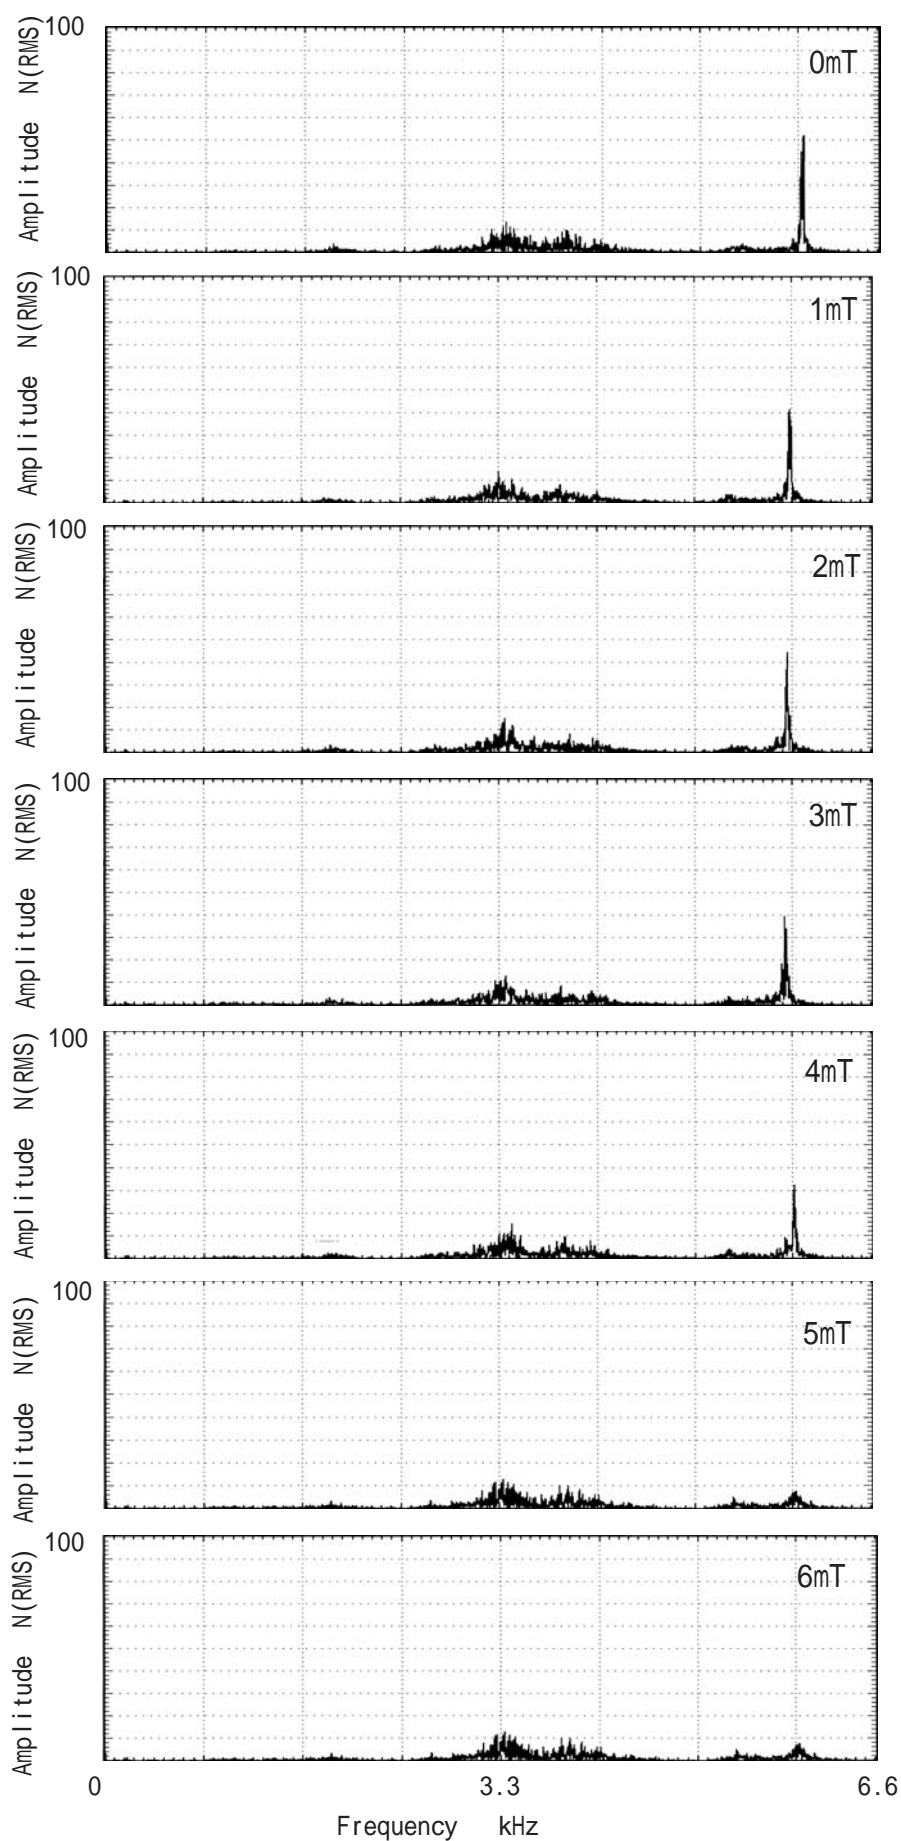 100
Amplitude N(RMS)
0mT
100
Amplitude N(RMS)
1mT
100
Amplitude N(RMS)
2mT
100
Amplitude N(RMS)
3mT
100
Amplitude N(RMS)
4mT
100
Amplitude N(RMS)
5mT
100
Amplitude N(RMS)
6mT
0 3.3 6.6
Frequency kHz